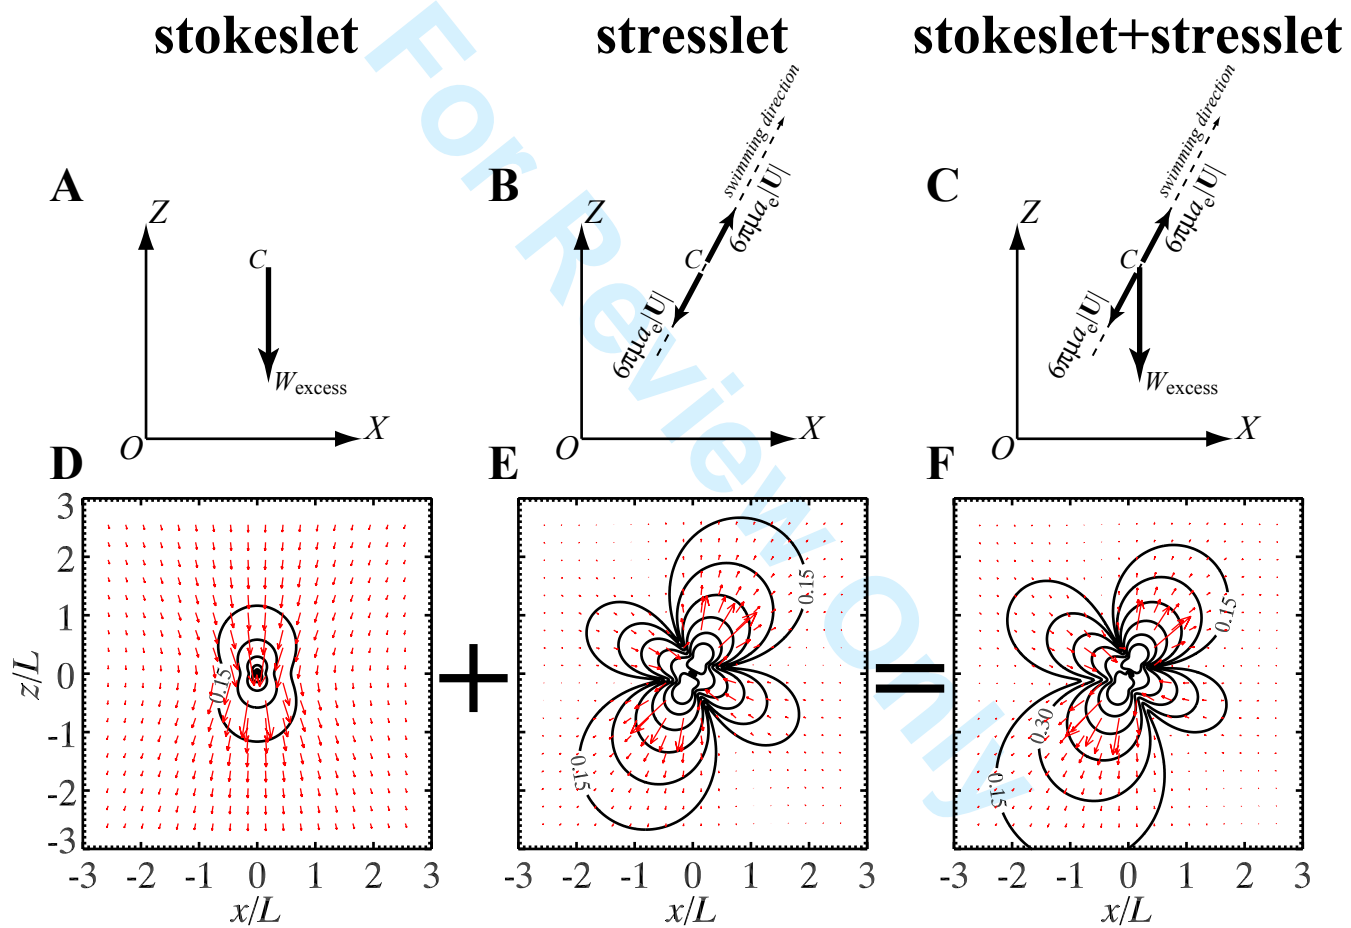 stokeslet stresslet stokeslet+stresslet
A B C
Z
C
W excess
O X
swimming direction
6πμa_e|U|
Z
C
6πμa_e|U|
O X
swimming direction
6πμa_e|U|
Z
C
6πμa_e|U|
W excess
O X
D E F
3
2
1
0
-1
-2
-3
z/L
0.15
-3 -2 -1 0 1 2 3
x/L
+
0.15
0.15
-3 -2 -1 0 1 2 3
x/L
=
0.15
0.30
0.15
-3 -2 -1 0 1 2 3
x/L
For Review Only